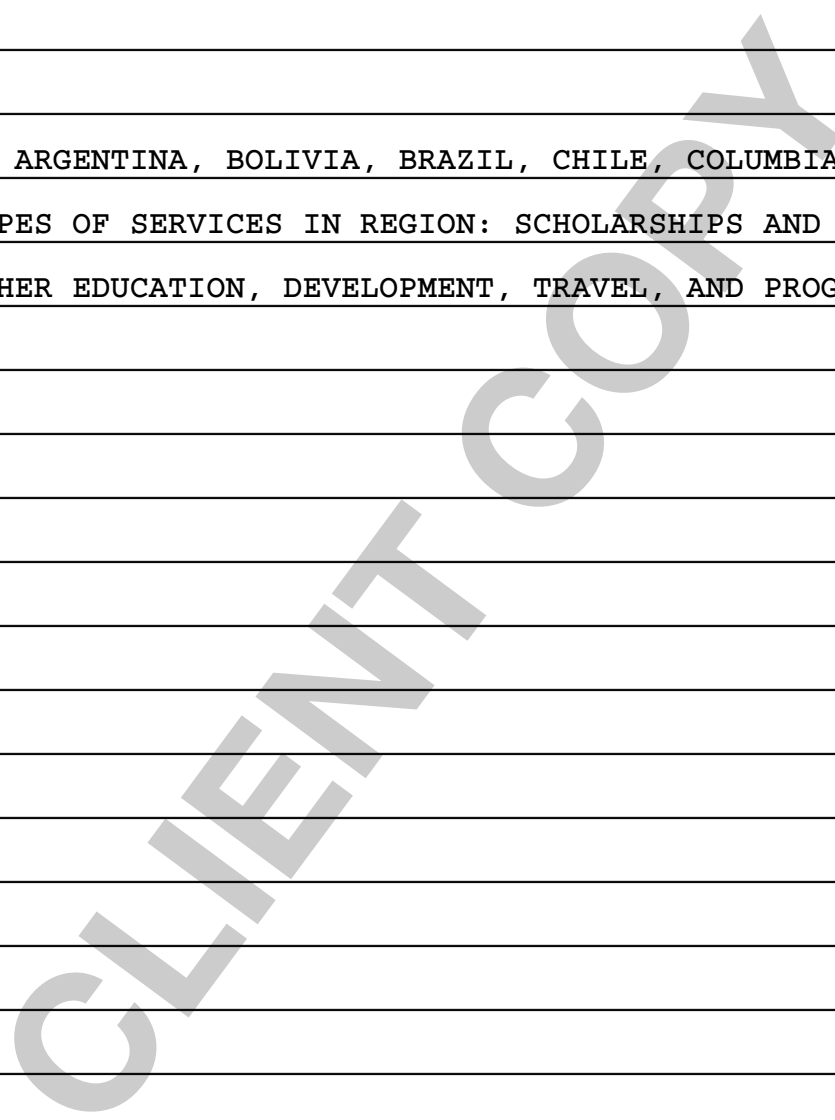 ARGENTINA, BOLIVIA, BRAZIL, CHILE, COLUMBIA
PES OF SERVICES IN REGION: SCHOLARSHIPS AND
HER EDUCATION, DEVELOPMENT, TRAVEL, AND PROG
CLIENT COPY